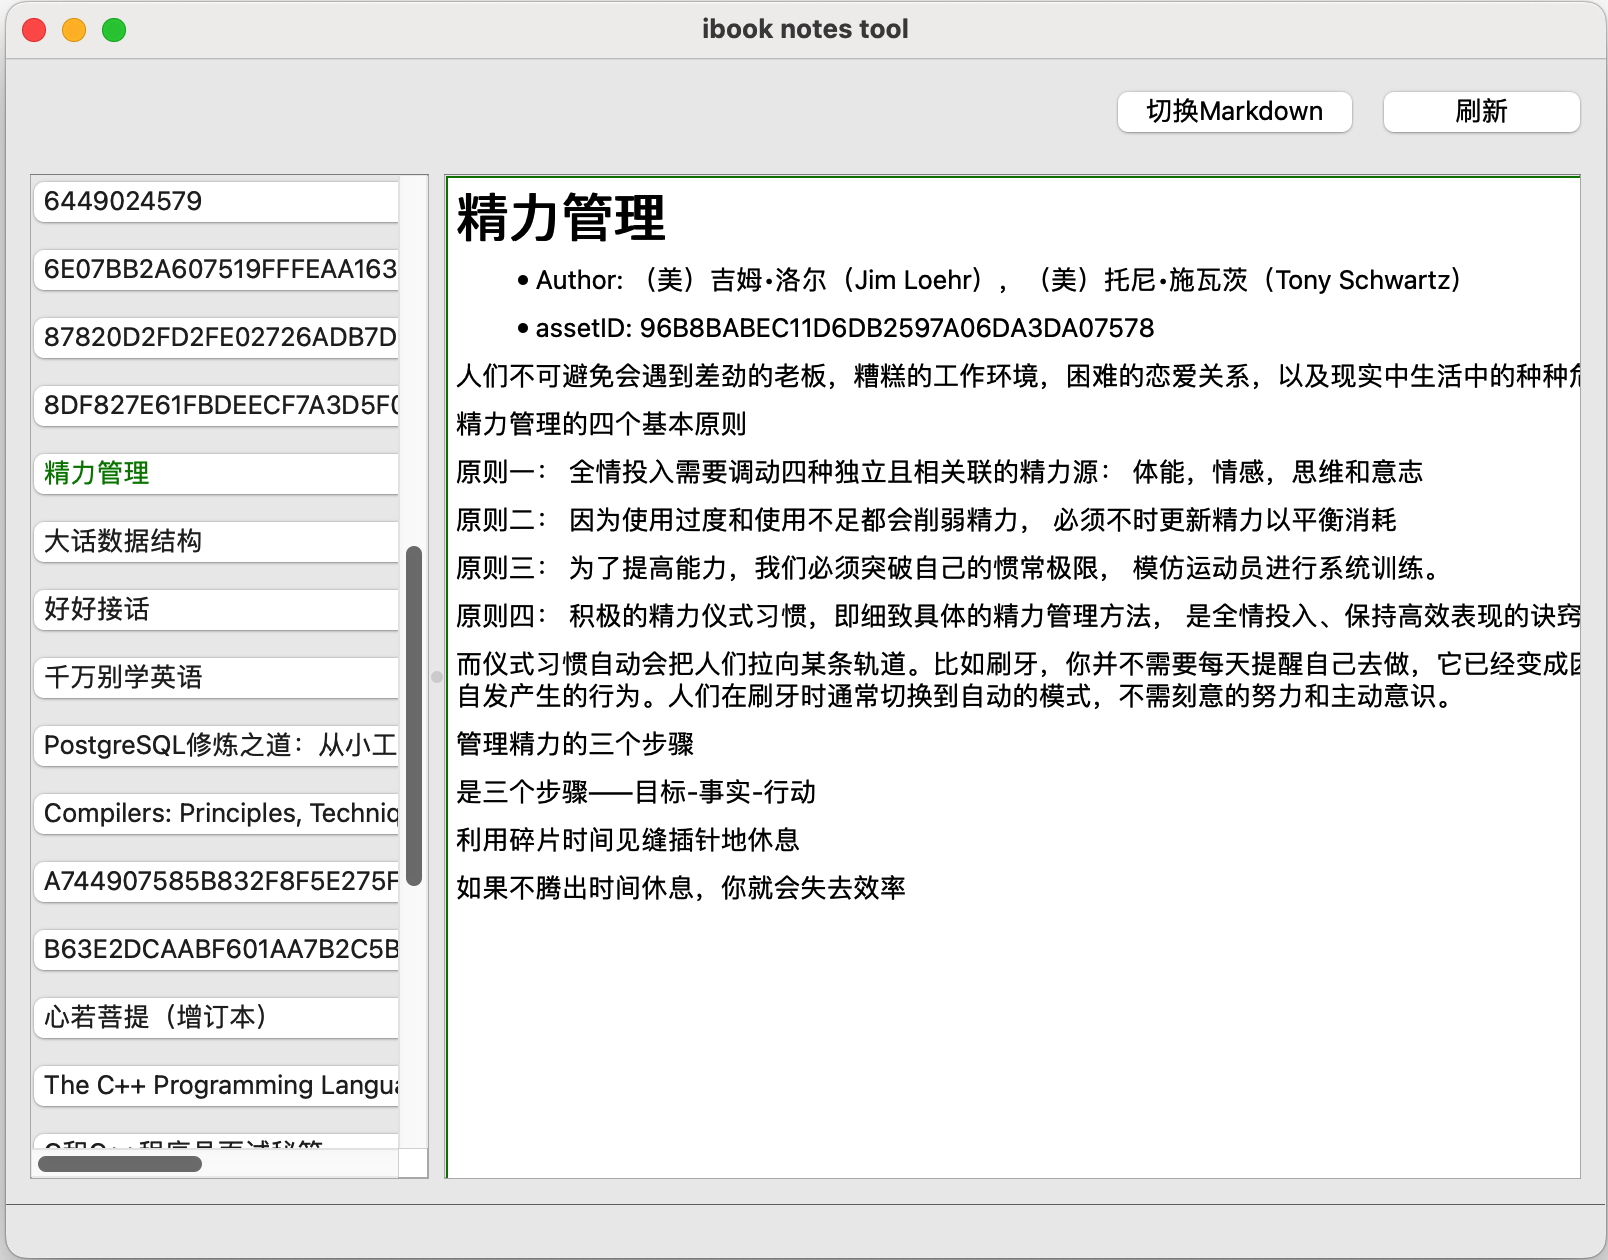 ibook notes tool
切换Markdown
刷新
6449024579
6E07BB2A607519FFFEAA163
87820D2FD2FE02726ADB7D
8DF827E61FBDEECF7A3D5F
精力管理
大话数据结构
好好接话
千万别学英语
PostgreSQL修炼之道：从小工
Compilers: Principles, Techni
A744907585B832F8F5E275F
B63E2DCAABF601AA7B2C5B
心若菩提（增订本）
The C++ Programming Langu
精力管理
• Author: （美）吉姆•洛尔（Jim Loehr），（美）托尼•施瓦茨（Tony Schwartz）
• assetID: 96B8BABEC11D6DB2597A06DA3DA07578
人们不可避免会遇到差劲的老板，糟糕的工作环境，困难的恋爱关系，以及现实中生活中的种种
精力管理的四个基本原则
原则一： 全情投入需要调动四种独立且相关联的精力源： 体能，情感，思维和意志
原则二： 因为使用过度和使用不足都会削弱精力， 必须不时更新精力以平衡消耗
原则三： 为了提高能力，我们必须突破自己的惯常极限， 模仿运动员进行系统训练。
原则四： 积极的精力仪式习惯，即细致具体的精力管理方法， 是全情投入、保持高效表现的诀窍
而仪式习惯自动会把人们拉向某条轨道。比如刷牙，你并不需要每天提醒自己去做，它已经变成
自发产生的行为。人们在刷牙时通常切换到自动的模式，不需刻意的努力和主动意识。
管理精力的三个步骤
是三个步骤——目标-事实-行动
利用碎片时间见缝插针地休息
如果不腾出时间休息，你就会失去效率